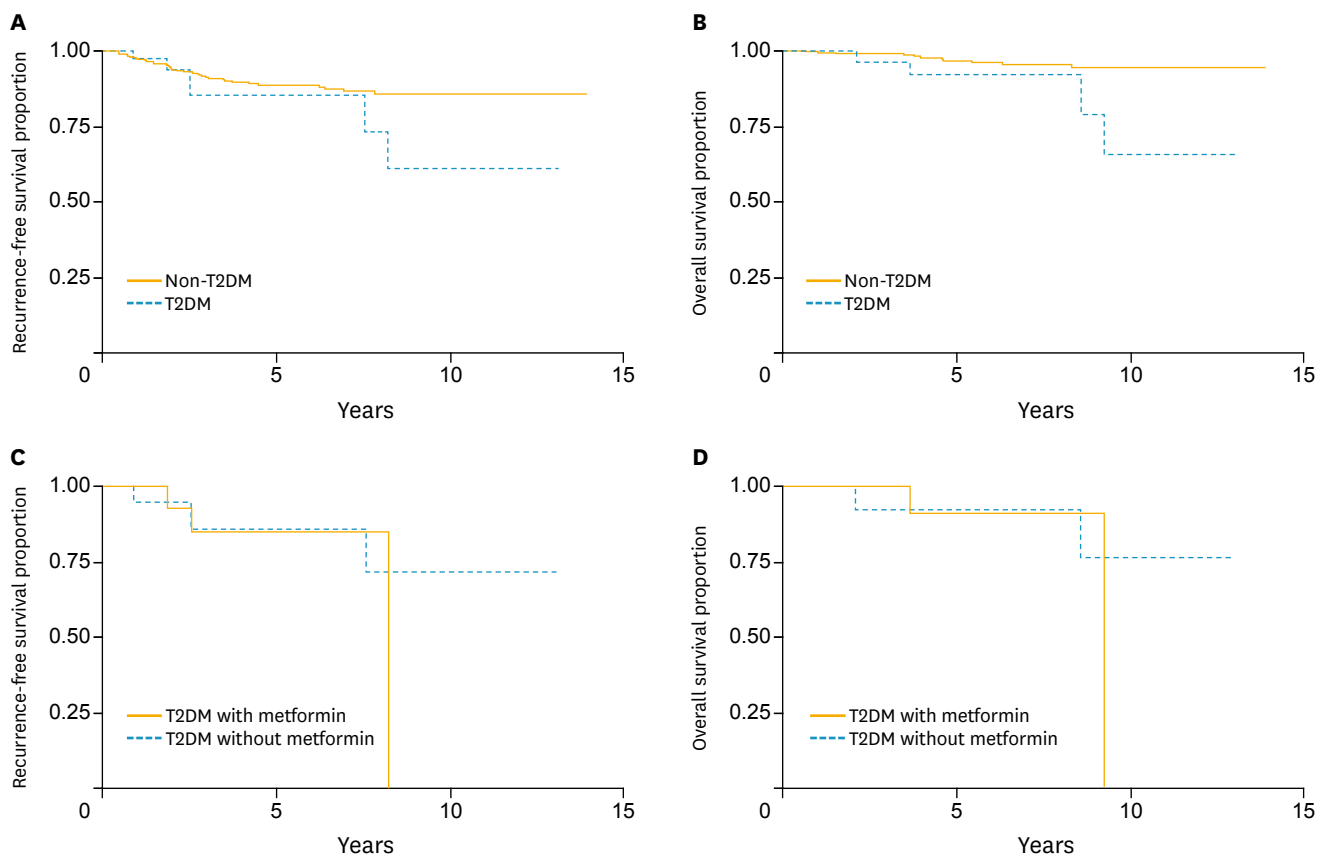 A
Recurrence-free survival proportion
1.00
0.75
0.50
0.25
Non-T2DM
T2DM
0
5
10
15
Years
B
Overall survival proportion
1.00
0.75
0.50
0.25
Non-T2DM
T2DM
0
5
10
15
Years
C
Recurrence-free survival proportion
1.00
0.75
0.50
0.25
T2DM with metformin
T2DM without metformin
0
5
10
15
Years
D
Overall survival proportion
1.00
0.75
0.50
0.25
T2DM with metformin
T2DM without metformin
0
5
10
15
Years